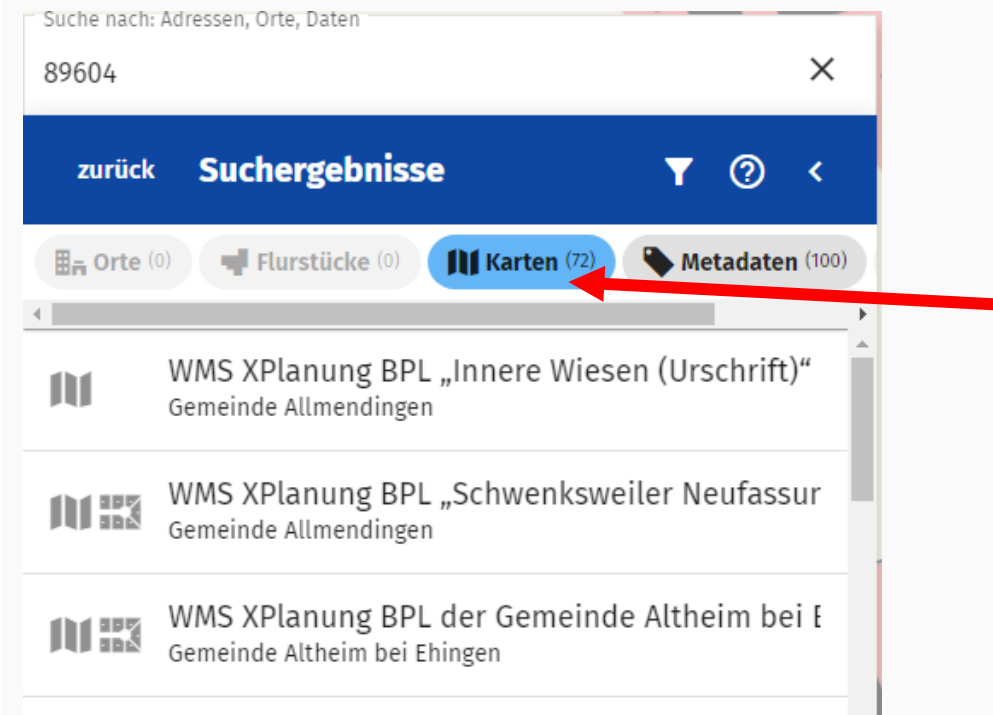 Suche nach: Adressen, Orte, Daten
89604
zurück Suchergebnisse
Orte (0) Flurstücke (0) Karten (72) Metadaten (100)
WMS XPlanung BPL „Innere Wiesen (Urschrift)“
Gemeinde Allmendingen
WMS XPlanung BPL „Schwenksweiler Neufassur
Gemeinde Allmendingen
WMS XPlanung BPL der Gemeinde Altheim bei E
Gemeinde Altheim bei Ehingen